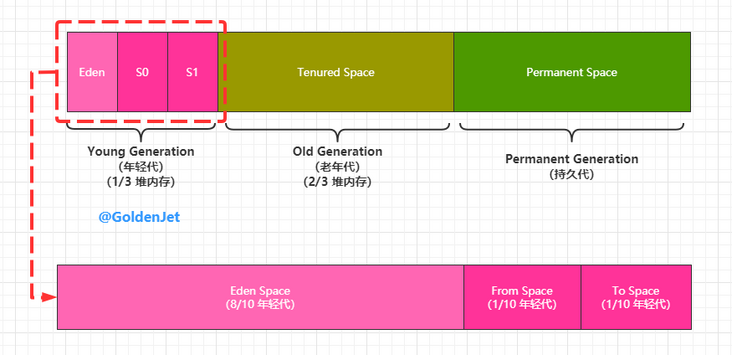 Eden
S0
S1
Tenured Space
Permanent Space
Young Generation
(年轻代)
(1/3 堆内存)
Old Generation
(老年代)
(2/3 堆内存)
Permanent Generation
(持久代)
@GoldenJet
Eden Space
(8/10 年轻代)
From Space
(1/10 年轻代)
To Space
(1/10 年轻代)